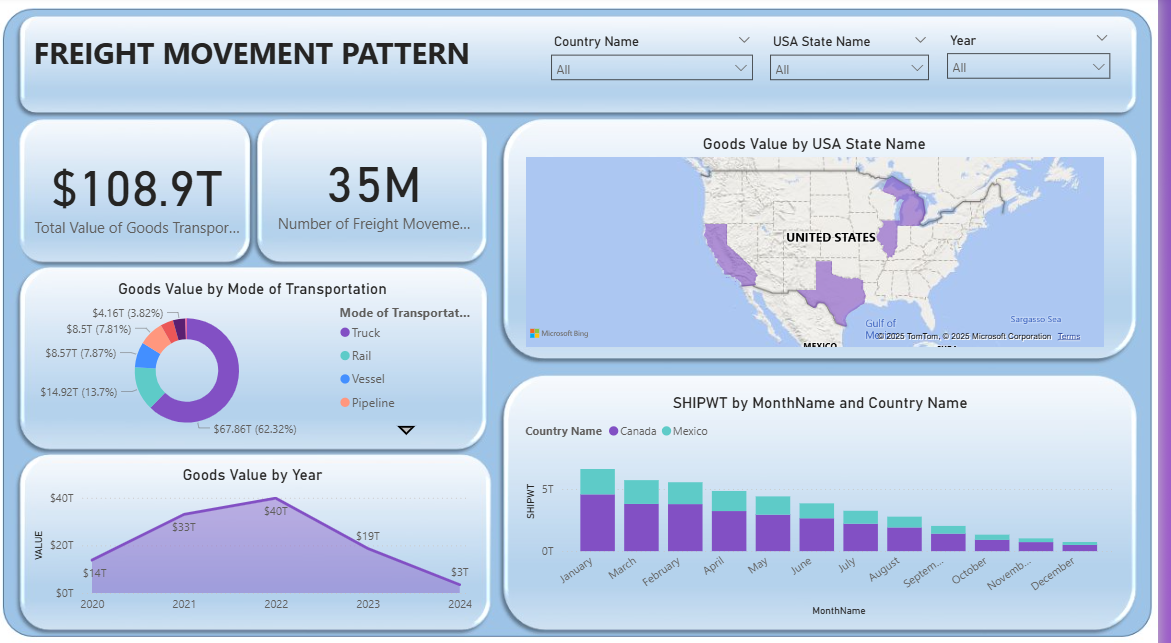 FREIGHT MOVEMENT PATTERN
Country Name
All
USA State Name
All
Year
All
$108.9T
Total Value of Goods Transpor...
35M
Number of Freight Moveme...
Goods Value by Mode of Transportation
$4.16T (3.82%)
$8.5T (7.81%)
$8.57T (7.87%)
$14.92T (13.7%)
$67.86T (62.32%)
Mode of Transportat...
Truck
Rail
Vessel
Pipeline
Goods Value by Year
VALUE
$40T
$20T
$0T
$14T
$33T
$40T
$19T
$3T
2020
2021
2022
2023
2024
Goods Value by USA State Name
UNITED STATES
Gulf of
Sargasso Sea
Microsoft Bing
© 2025 TomTom, © 2025 Microsoft Corporation Terms
MEXICO
SHIPWT by MonthName and Country Name
Country Name Canada Mexico
SHIPWT
5T
0T
January
March
February
April
May
June
July
August
Septem...
October
Novemb...
December
MonthName